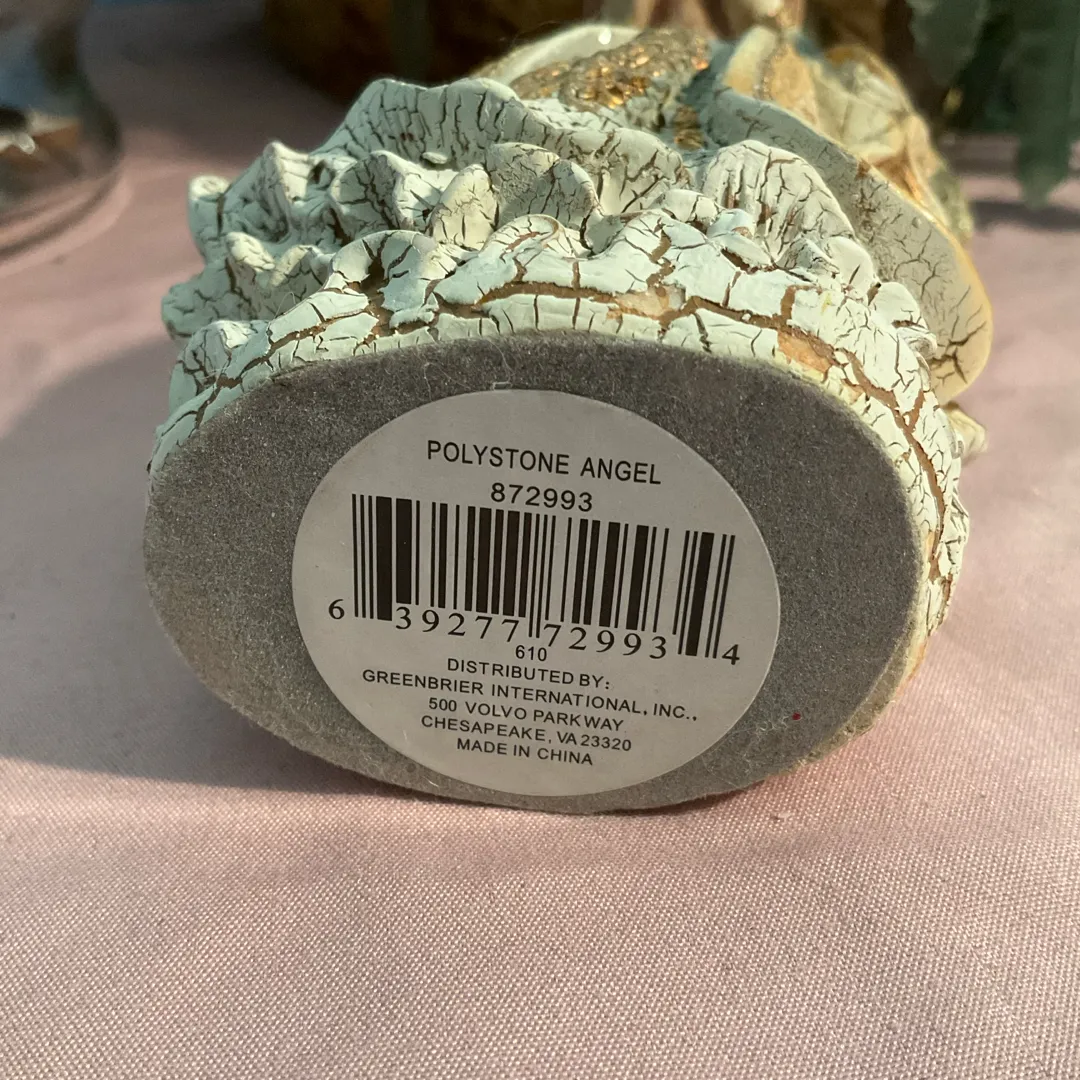 POLYSTONE ANGEL
872993
6 39277 72993 4
610
DISTRIBUTED BY:
GREENBRIER INTERNATIONAL, INC.,
500 VOLVO PARKWAY
CHESAPEAKE, VA 23320
MADE IN CHINA